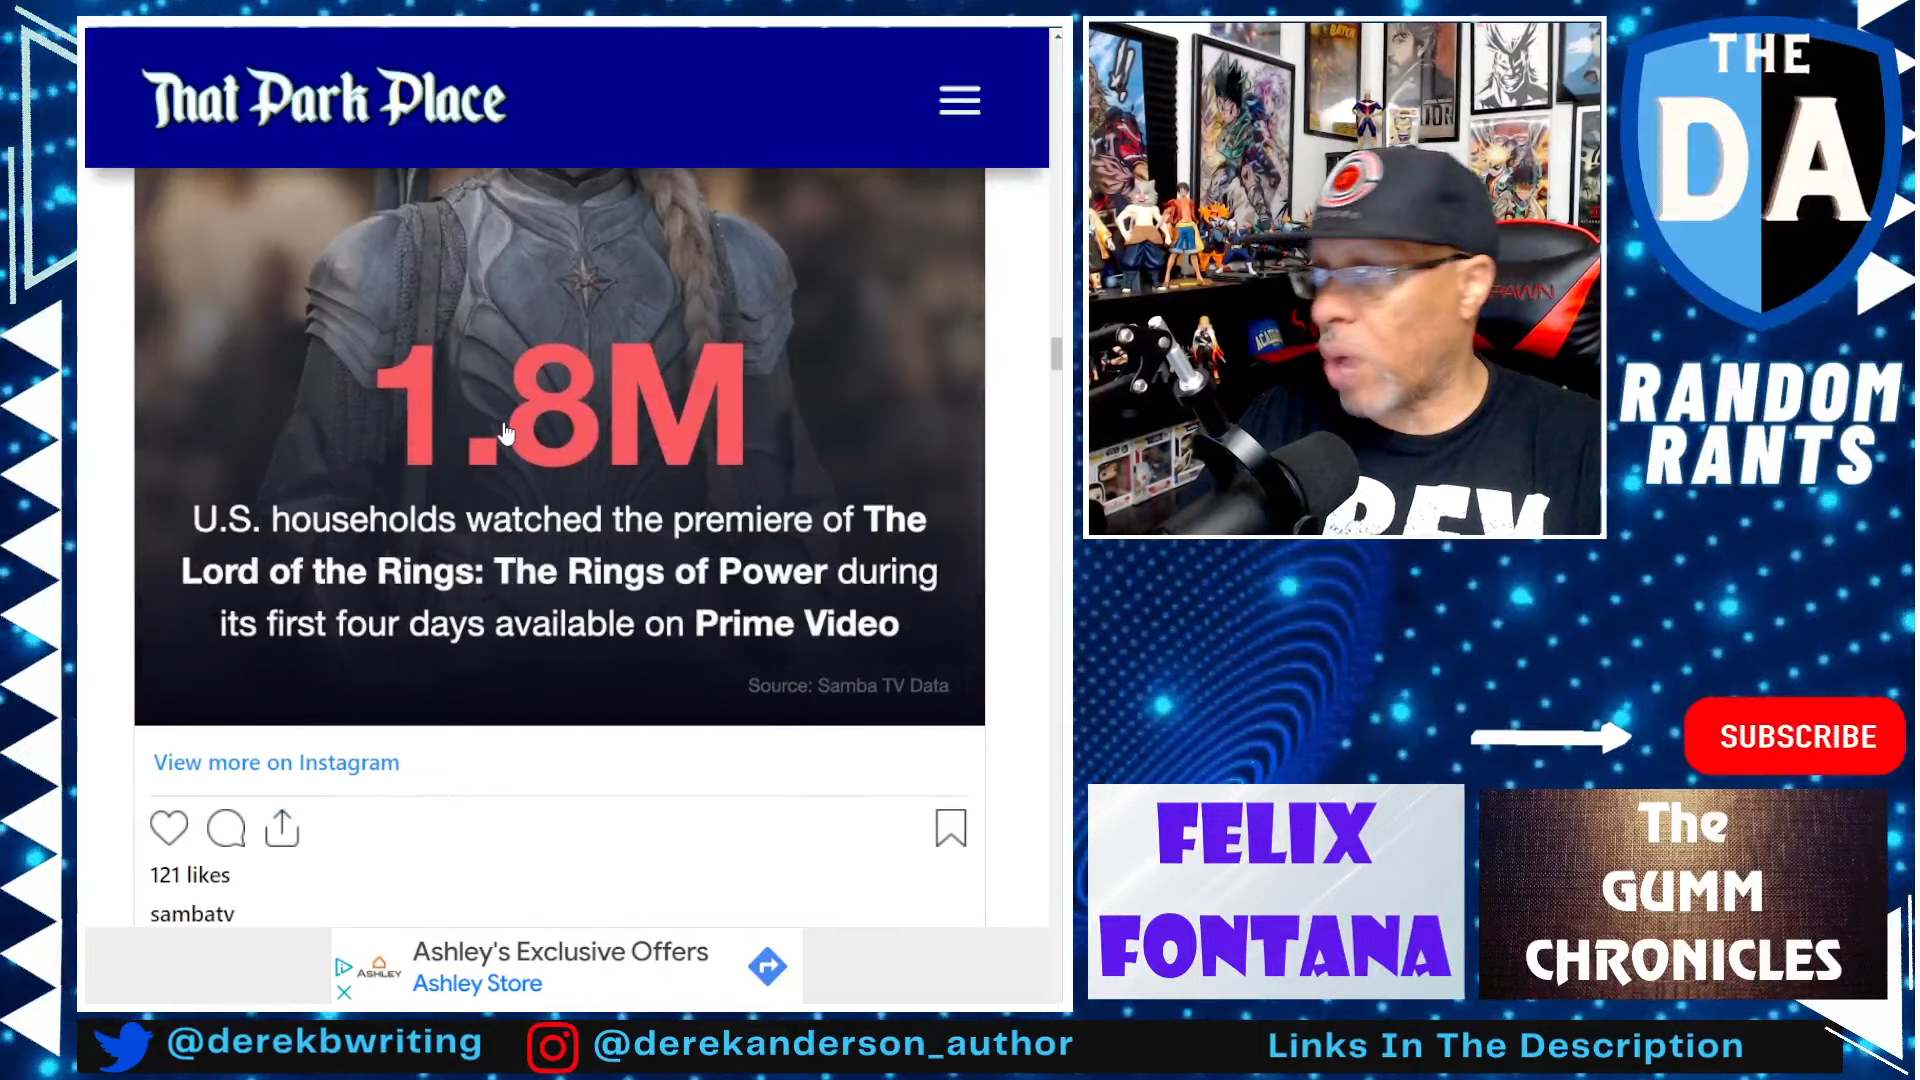 That Park Place
1.8M
U.S. households watched the premiere of The
Lord of the Rings: The Rings of Power during
its first four days available on Prime Video
Source: Samba TV Data
View more on Instagram
121 likes
sambatv
ASHLEY
Ashley's Exclusive Offers
Ashley Store
THE
DA
RANDOM
RANTS
SUBSCRIBE
FELIX
FONTANA
The
GUMM
CHRONICLES
@derekbwriting
@derekanderson_author
Links In The Description